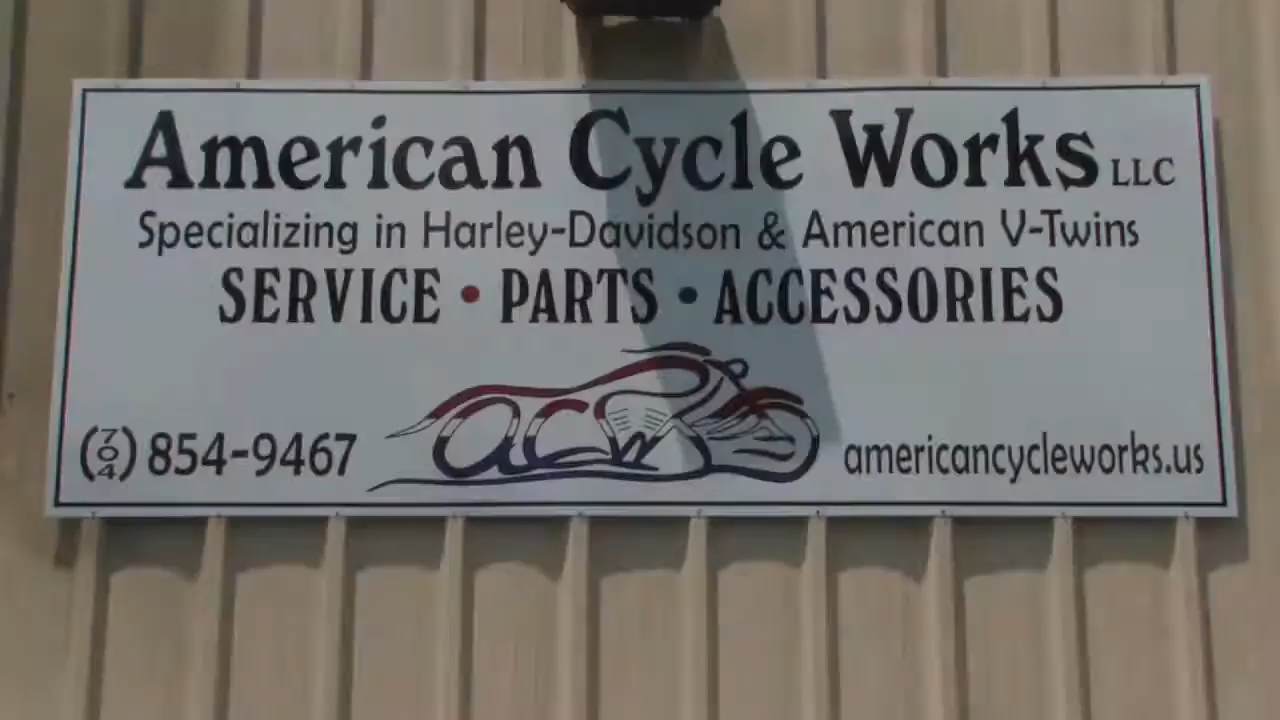 American Cycle Works LLC
Specializing in Harley-Davidson & American V-Twins
SERVICE • PARTS • ACCESSORIES
acw
(704) 854-9467
americancycleworks.us